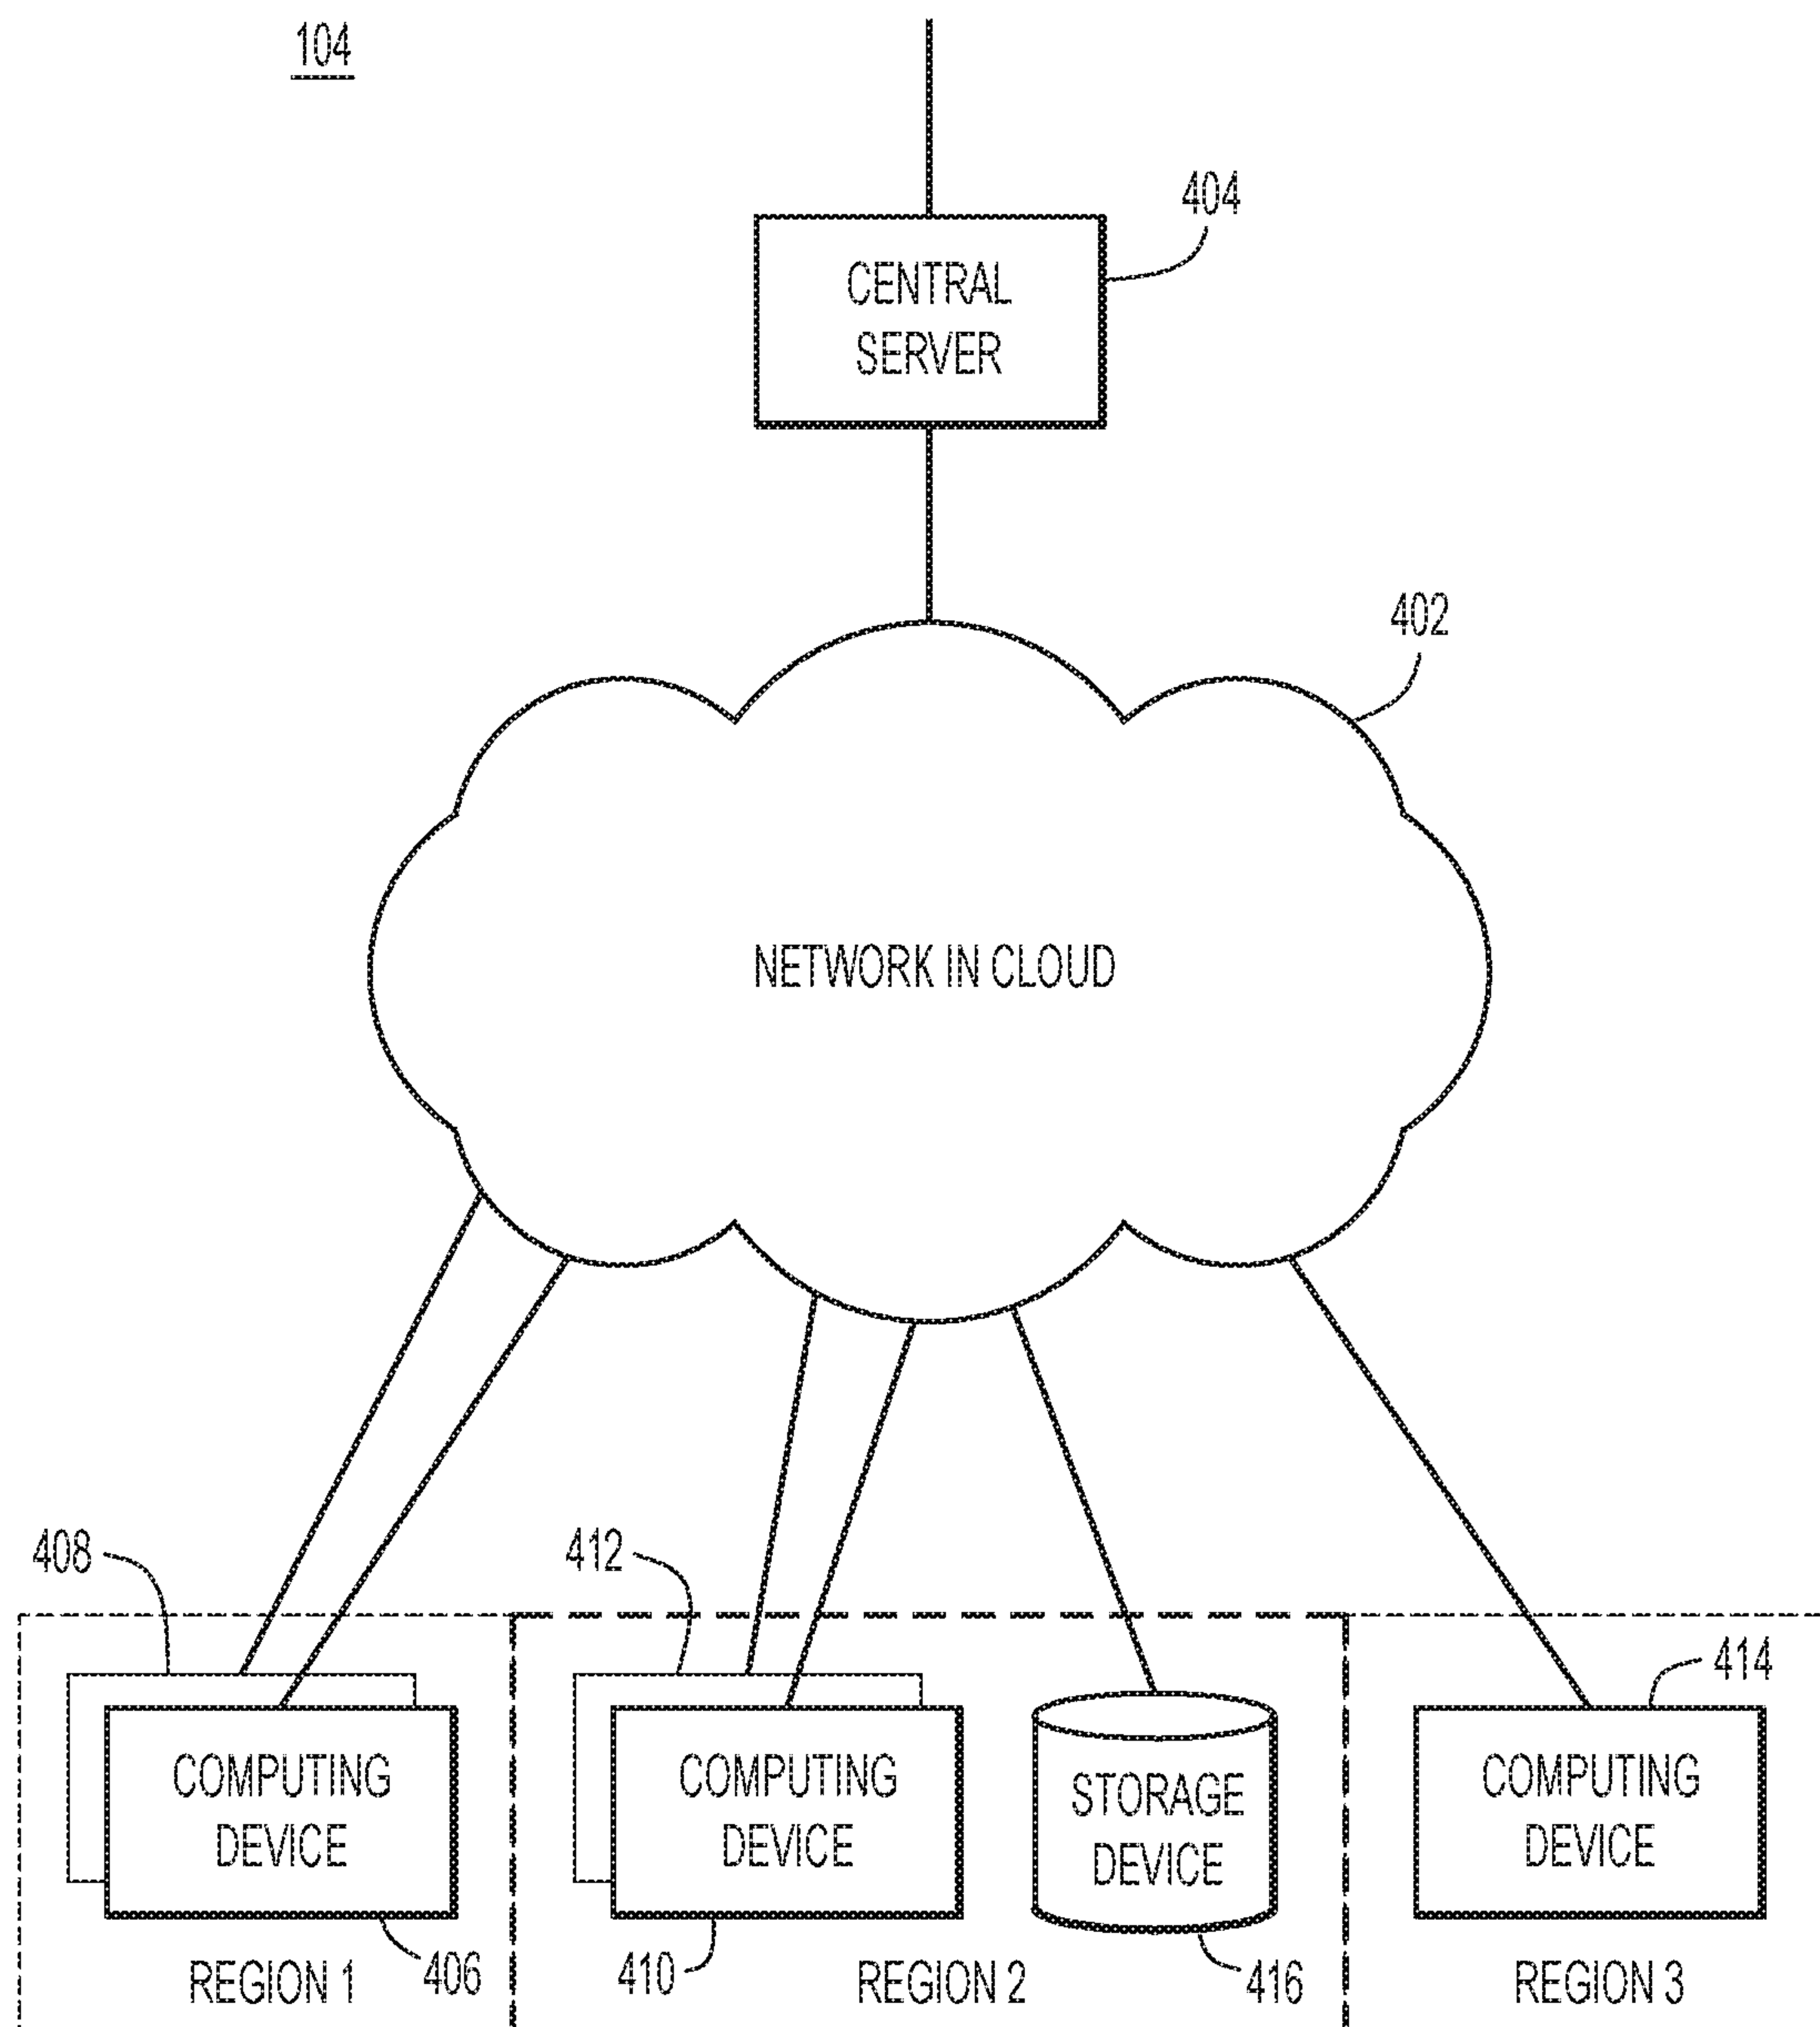 104
404
CENTRAL
SERVER
402
NETWORK IN CLOUD
408
412
414
COMPUTING
DEVICE
COMPUTING
DEVICE
STORAGE
DEVICE
COMPUTING
DEVICE
REGION 1
406
410
REGION 2
416
REGION 3